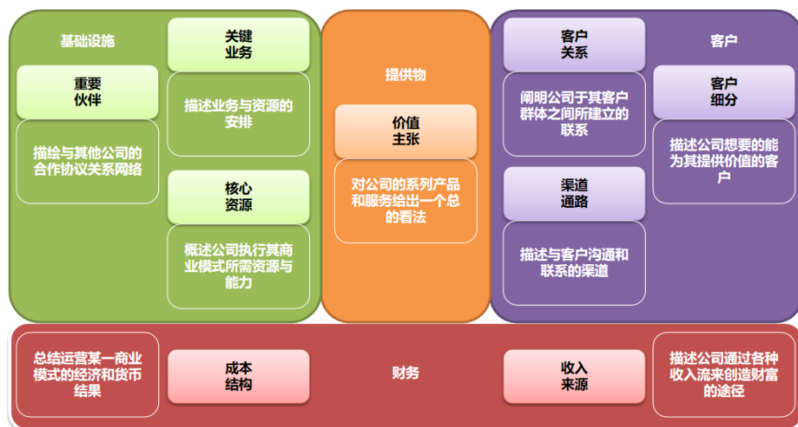 基础设施
重要
伙伴
描绘与其他公司的
合作协议关系网络
关键
业务
描述业务与资源的
安排
核心
资源
概述公司执行其商
业模式所需资源与
能力
提供物
价值
主张
对公司的系列产品
和服务给出一个总
的看法
客户
关系
阐明公司于其客户
群体之间所建立的
联系
渠道
通路
描述与客户沟通和
联系的渠道
客户
客户
细分
描述公司想要的能
为其提供价值的客
户
总结运营某一商业
模式的经济和货币
结果
成本
结构
财务
收入
来源
描述公司通过各种
收入流来创造财富
的途径